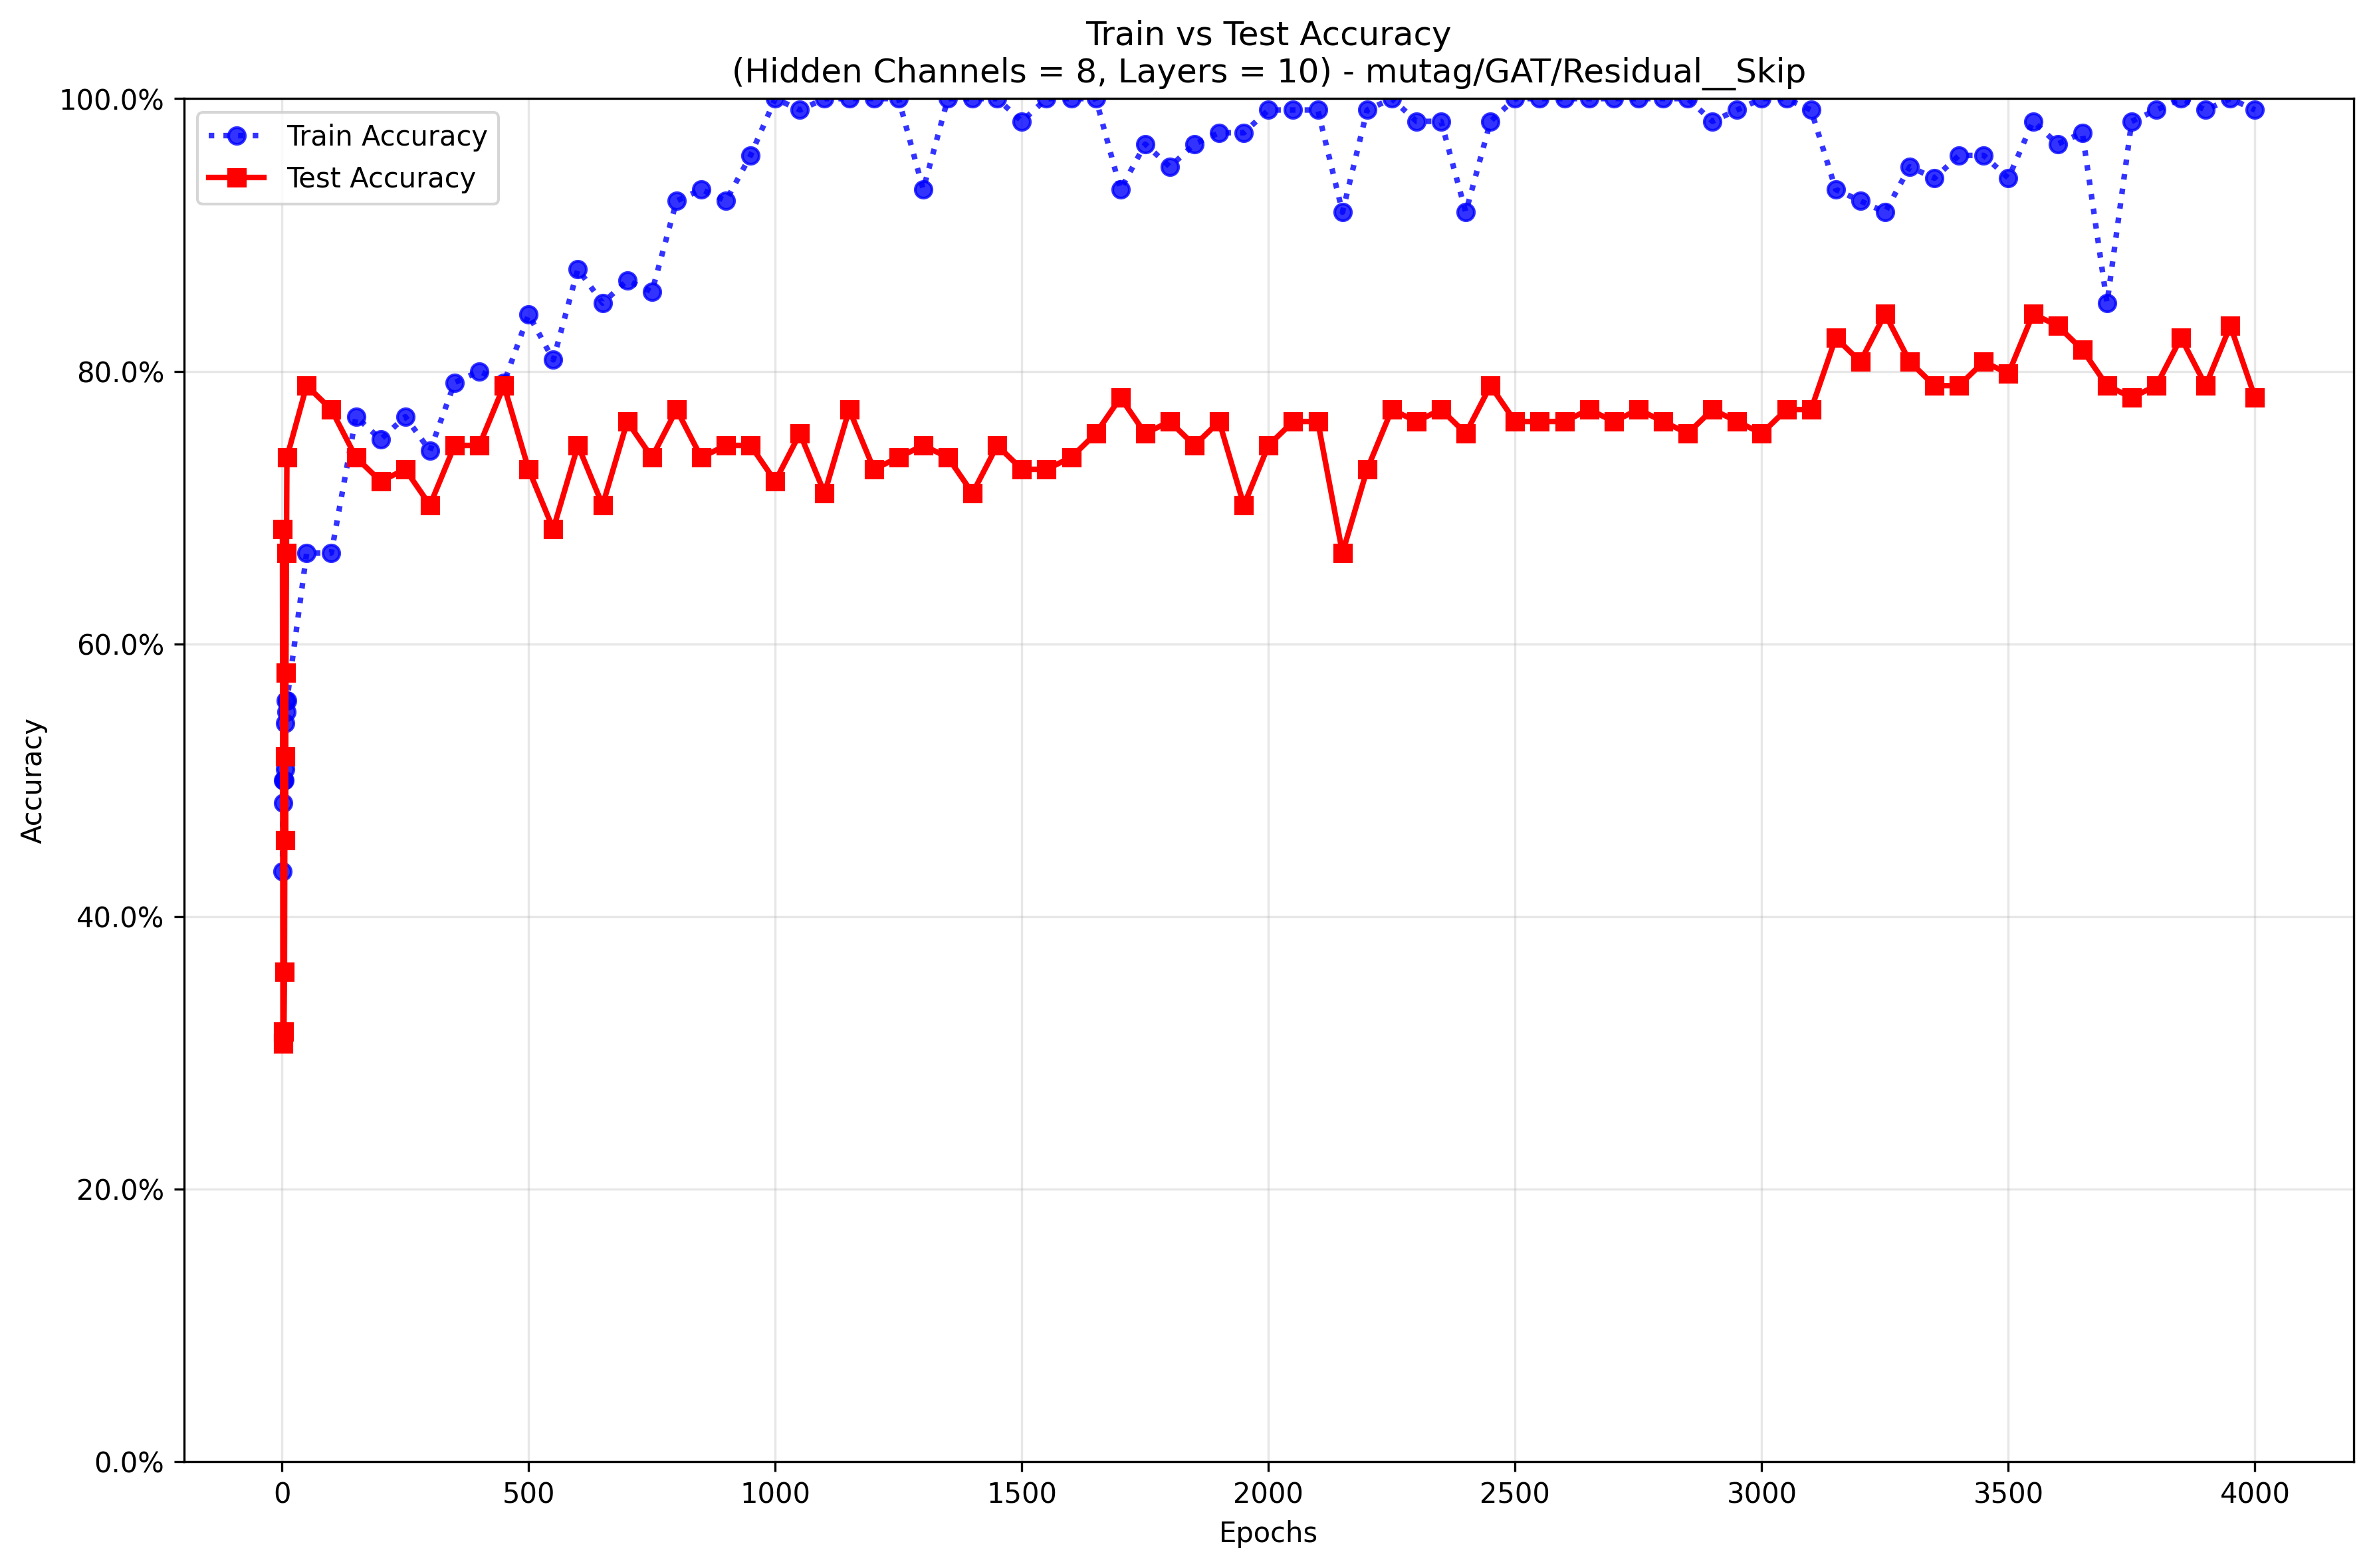 Train vs Test Accuracy
(Hidden Channels = 8, Layers = 10) - mutag/GAT/Residual__Skip
Train Accuracy
Test Accuracy
100.0%
80.0%
60.0%
40.0%
20.0%
0.0%
Accuracy
0 500 1000 1500 2000 2500 3000 3500 4000
Epochs